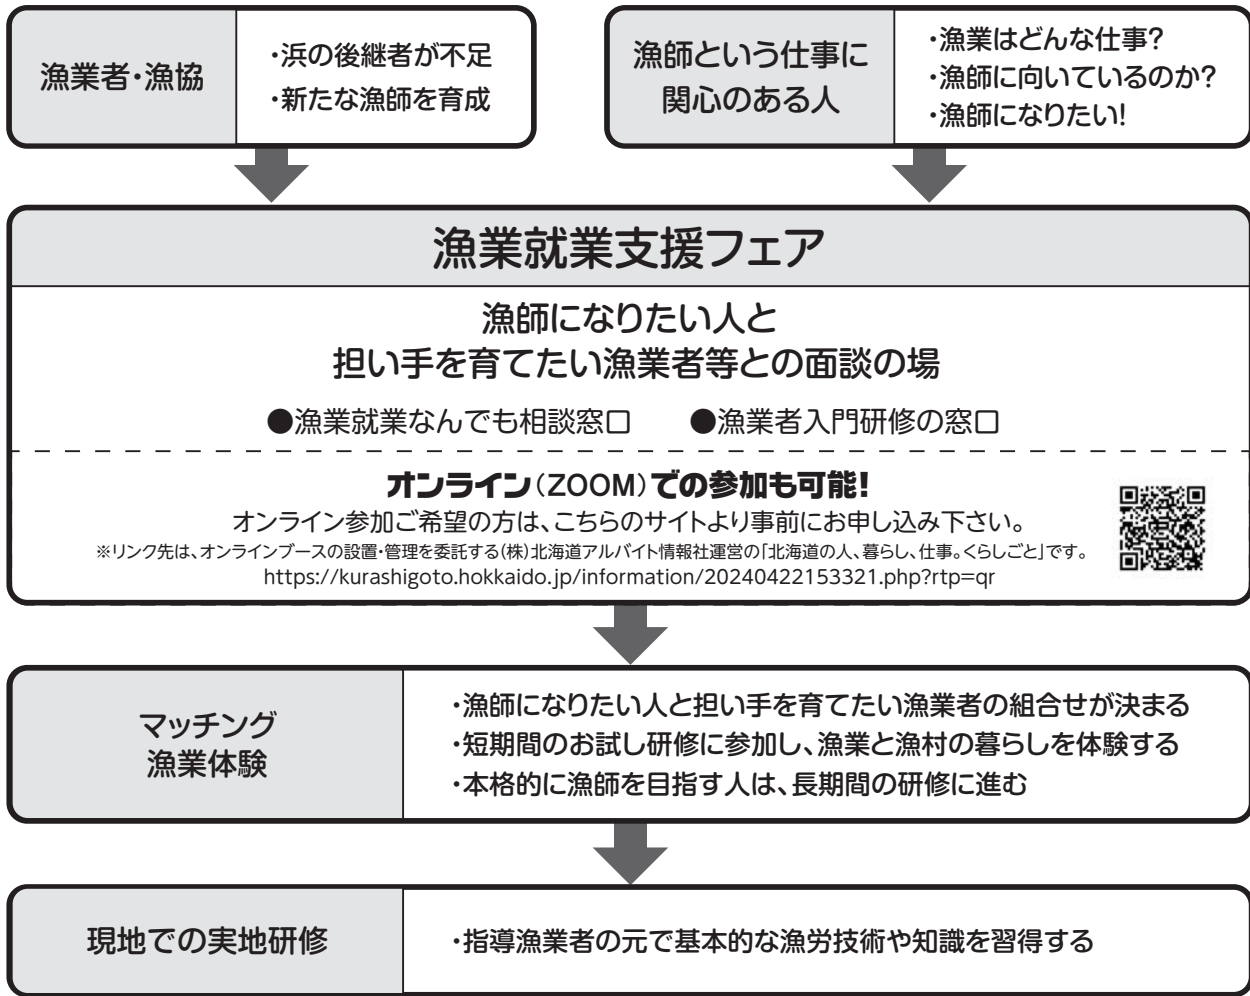 漁業者・漁協
・浜の後継者が不足
・新たな漁師を育成
漁師という仕事に
関心のある人
・漁業はどんな仕事?
・漁師に向いているのか?
・漁師になりたい!
漁業就業支援フェア
漁師になりたい人と
担い手を育てたい漁業者等との面談の場
●漁業就業なんでも相談窓口 ●漁業者入門研修の窓口
オンライン(ZOOM)での参加も可能!
オンライン参加ご希望の方は、こちらのサイトより事前にお申し込み下さい。
※リンク先は、オンラインブースの設置・管理を委託する(株)北海道アルバイト情報社運営の「北海道の人、暮らし、仕事。くらしごと」です。
https://kurashigoto.hokkaido.jp/information/20240422153321.php?rtp=qr
マッチング
漁業体験
・漁師になりたい人と担い手を育てたい漁業者の組合せが決まる
・短期間のお試し研修に参加し、漁業と漁村の暮らしを体験する
・本格的に漁師を目指す人は、長期間の研修に進む
現地での実地研修
・指導漁業者の元で基本的な漁労技術や知識を習得する